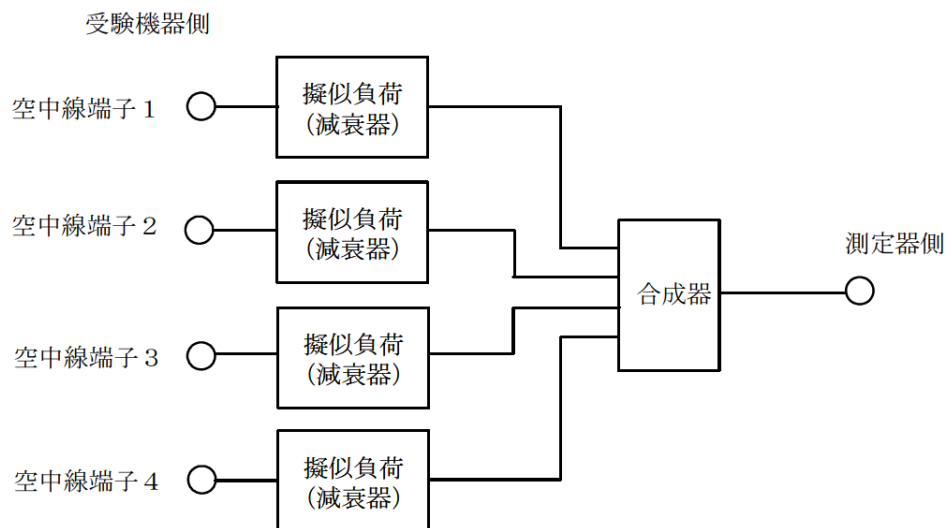 受験機器側
空中線端子1
擬似負荷
(減衰器)
空中線端子2
擬似負荷
(減衰器)
測定器側
合成器
空中線端子3
擬似負荷
(減衰器)
空中線端子4
擬似負荷
(減衰器)